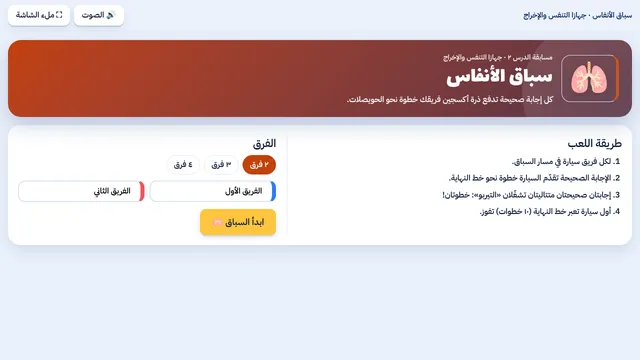 سباق الأنفاس · جهازا التنفس والإخراج
🔊 الصوت
⛶ ملء الشاشة
مسابقة الدرس ٢ · جهازا التنفس والإخراج
سباق الأنفاس
كل إجابة صحيحة تدفع ذرة أكسجين فريقك خطوة نحو الحويصلات.
طريقة اللعب
1. لكل فريق سيارة في مسار السباق.
2. الإجابة الصحيحة تقدّم السيارة خطوة نحو خط النهاية.
3. إجابتان صحيحتان متتاليتان تشغّلان «التيربو»: خطوتان!
4. أول سيارة تعبر خط النهاية (١٠ خطوات) تفوز.
الفرق
٢ فرق
٣ فرق
٤ فرق
الفريق الأول
الفريق الثاني
ابدأ السباق 🫁